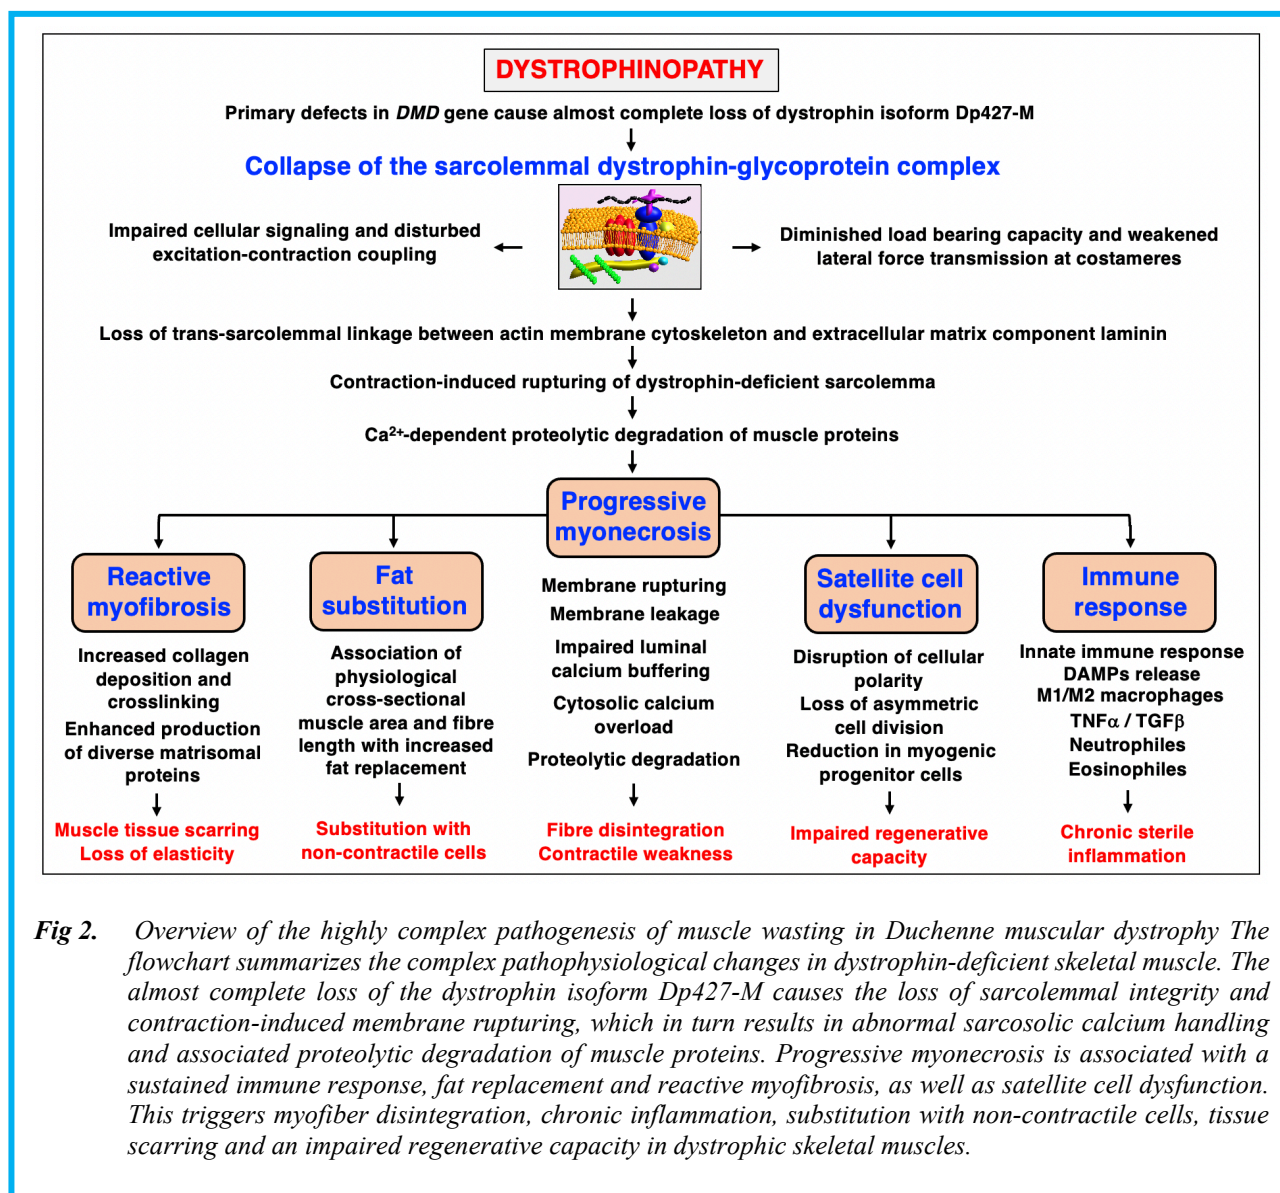 DYSTROPHINOPATHY
Primary defects in DMD gene cause almost complete loss of dystrophin isoform Dp427-M
Collapse of the sarcolemmal dystrophin-glycoprotein complex
Impaired cellular signaling and disturbed
excitation-contraction coupling
Diminished load bearing capacity and weakened
lateral force transmission at costameres
Loss of trans-sarcolemmal linkage between actin membrane cytoskeleton and extracellular matrix component laminin
Contraction-induced rupturing of dystrophin-deficient sarcolemma
Ca²⁺-dependent proteolytic degradation of muscle proteins
Progressive
myonecrosis
Reactive
myofibrosis
Increased collagen
deposition and
crosslinking
Enhanced production
of diverse matrisomal
proteins
Muscle tissue scarring
Loss of elasticity
Fat
substitution
Association of
physiological
cross-sectional
muscle area and fibre
length with increased
fat replacement
Substitution with
non-contractile cells
Membrane rupturing
Membrane leakage
Impaired luminal
calcium buffering
Cytosolic calcium
overload
Proteolytic degradation
Fibre disintegration
Contractile weakness
Satellite cell
dysfunction
Disruption of cellular
polarity
Loss of asymmetric
cell division
Reduction in myogenic
progenitor cells
Impaired regenerative
capacity
Immune
response
Innate immune response
DAMPs release
M1/M2 macrophages
TNFα / TGFβ
Neutrophiles
Eosinophiles
Chronic sterile
inflammation
Fig 2. Overview of the highly complex pathogenesis of muscle wasting in Duchenne muscular dystrophy The
flowchart summarizes the complex pathophysiological changes in dystrophin-deficient skeletal muscle. The
almost complete loss of the dystrophin isoform Dp427-M causes the loss of sarcolemmal integrity and
contraction-induced membrane rupturing, which in turn results in abnormal sarcosolic calcium handling
and associated proteolytic degradation of muscle proteins. Progressive myonecrosis is associated with a
sustained immune response, fat replacement and reactive myofibrosis, as well as satellite cell dysfunction.
This triggers myofiber disintegration, chronic inflammation, substitution with non-contractile cells, tissue
scarring and an impaired regenerative capacity in dystrophic skeletal muscles.